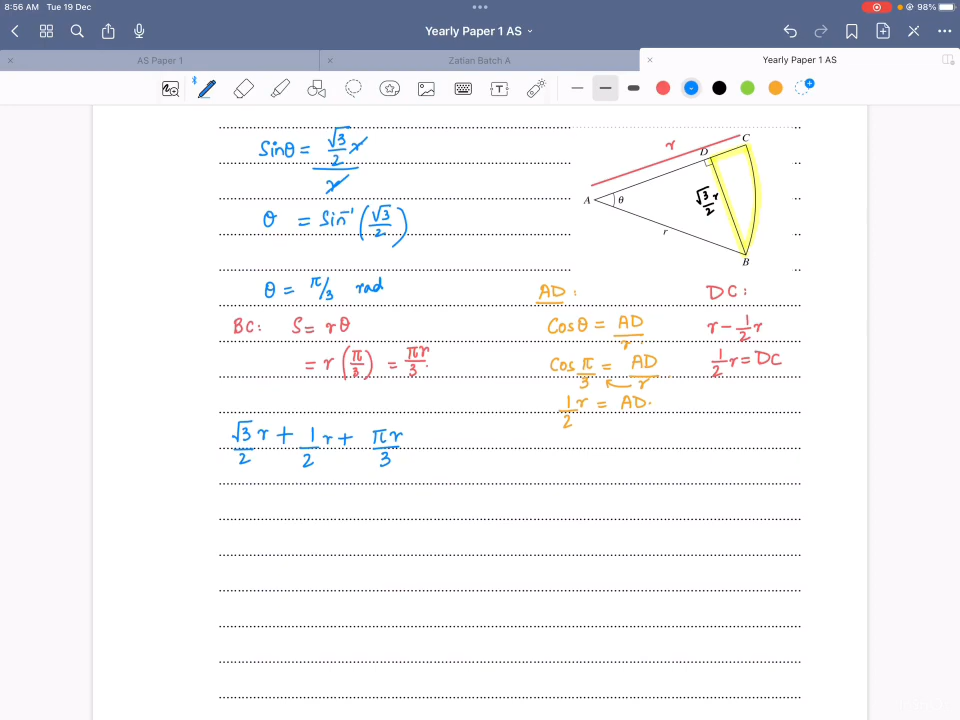 8:56 AM Tue 19 Dec
98%
Yearly Paper 1 AS
AS Paper 1
Zatian Batch A
Yearly Paper 1 AS
Sinθ = √3/2 r / r
θ = Sin⁻¹ (√3/2)
θ = π/3 rad
BC: S = rθ
= r (π/3) = πr/3.
√3/2 r + 1/2 r + πr/3
r
A
θ
D
C
√3/2 r
r
B
AD:
Cosθ = AD/r
Cos π/3 = AD/r
1/2 r = AD.
DC:
r - 1/2 r
1/2 r = DC